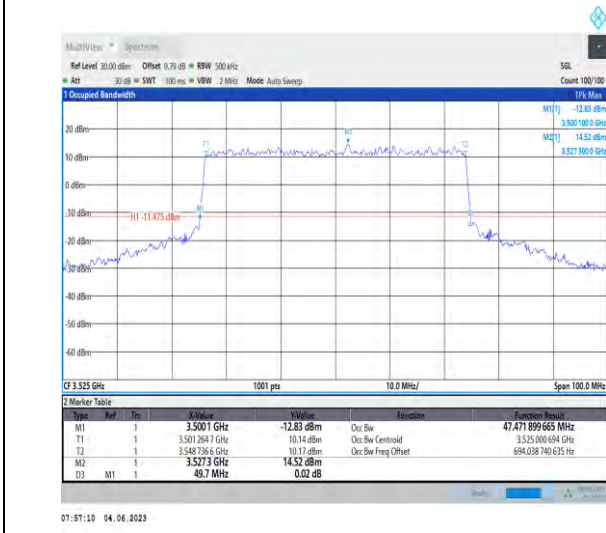 MultiView Spectrum
Ref Level 30.00 dBm Offset 9.79 dB RBW 500 kHz SGL
Att 30 dB SWT 100 ms VBW 2 MHz Mode Auto Sweep Count 100/100
1 Occupied Bandwidth 1Pk Max
M1[1] -12.83 dBm
3.500 100 0 GHz
M2[1] 14.52 dBm
3.527 300 0 GHz
20 dBm
T1 M2 T2
10 dBm
0 dBm
-10 dBm
M1
H1 -11.475 dBm
-20 dBm
-30 dBm
-40 dBm
-50 dBm
-60 dBm
CF 3.525 GHz 1001 pts 10.0 MHz/ Span 100.0 MHz
2 Marker Table
Type Ref Trc X-Value Y-Value Function Function Result
M1 1 3.5001 GHz -12.83 dBm Occ Bw 47.471 899 665 MHz
T1 1 3.501 264 7 GHz 10.14 dBm Occ Bw Centroid 3.525 000 694 GHz
T2 1 3.548 736 6 GHz 10.17 dBm Occ Bw Freq Offset 694.038 740 635 Hz
M2 1 3.5273 GHz 14.52 dBm
D3 M1 1 49.7 MHz 0.02 dB
07:57:10 04.06.2023